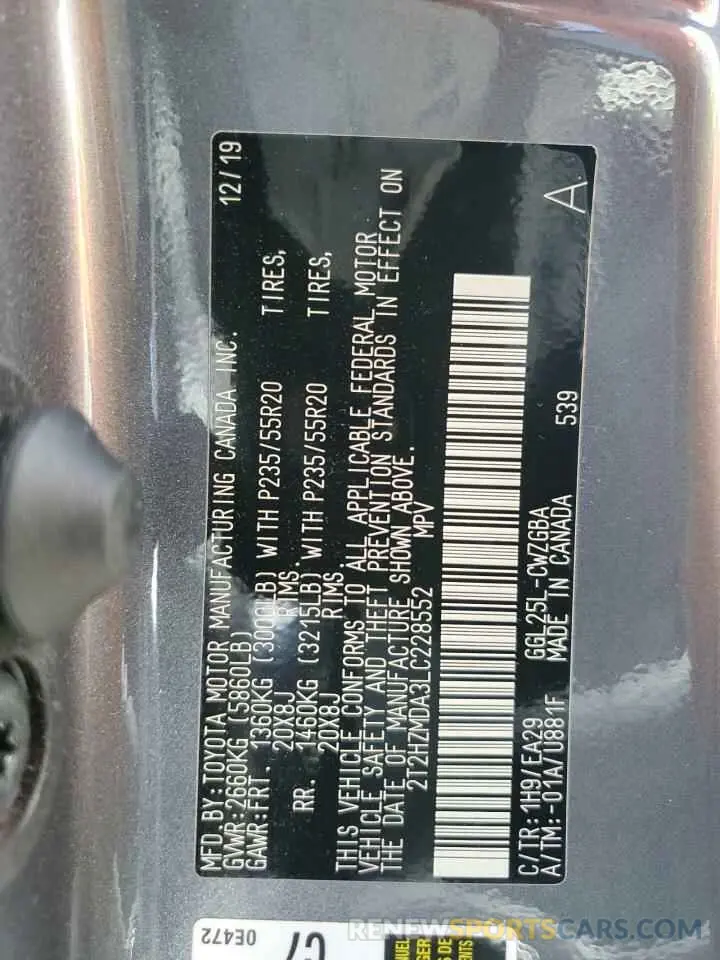 MFD. BY: TOYOTA MOTOR MANUFACTURING CANADA INC. 12/19
GVWR:2660KG (5860LB)
GAWR:FRT. 1360KG (3000LB) WITH P235/55R20 TIRES,
20X8J RIMS.
RR. 1460KG (3215LB) WITH P235/55R20 TIRES,
20X8J RIMS
THIS VEHICLE CONFORMS TO ALL APPLICABLE FEDERAL MOTOR
VEHICLE SAFETY AND THEFT PREVENTION STANDARDS IN EFFECT ON
THE DATE OF MANUFACTURE SHOWN ABOVE.
2T2HZMDA3LC228552 MPV
C/TR:1H9/EA29 GGL25L-CWZGBA
A/TM:-01A/U881F MADE IN CANADA 539 A
0E472
RENEWSPORTSCARS.COM